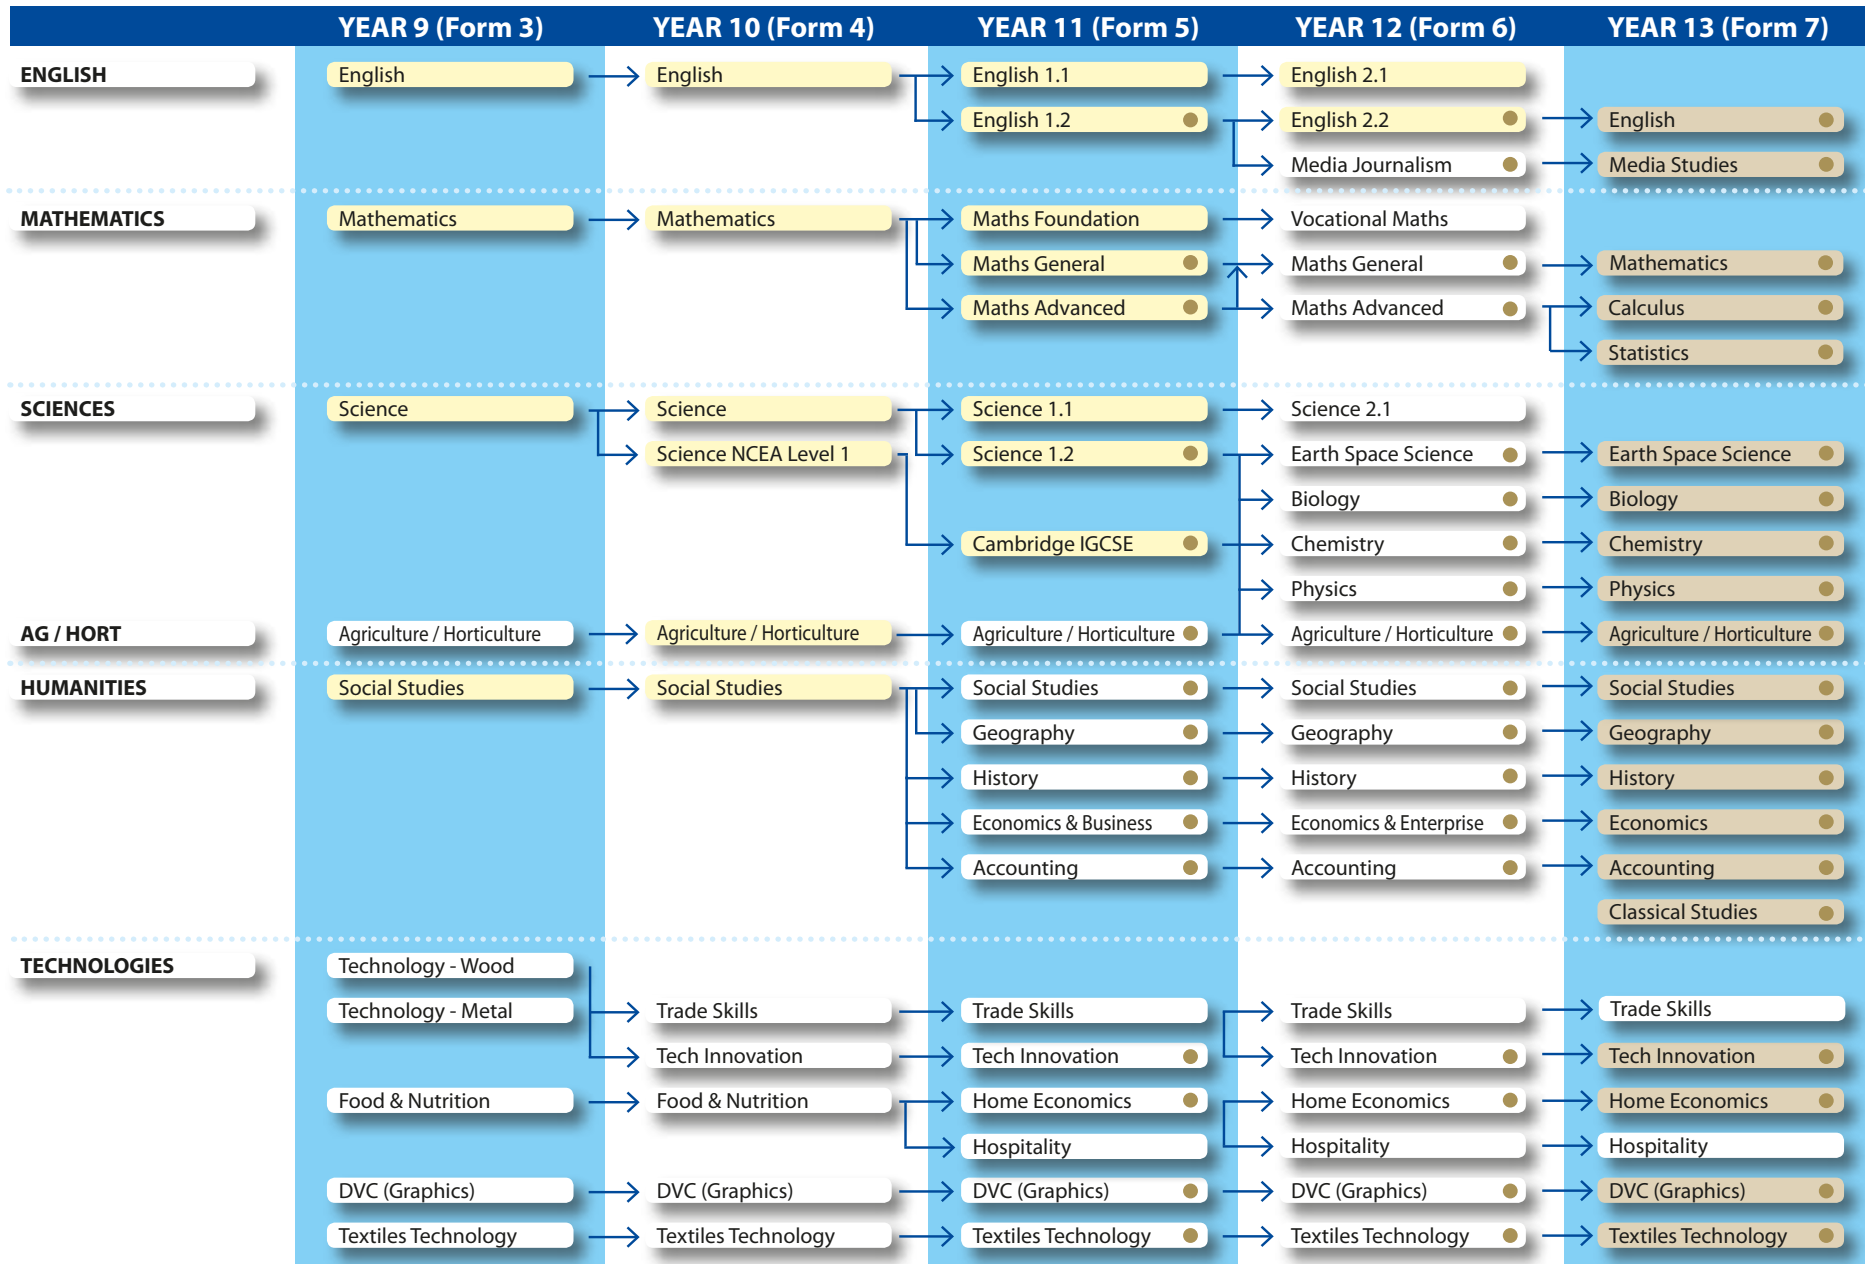 YEAR 9 (Form 3) YEAR 10 (Form 4) YEAR 11 (Form 5) YEAR 12 (Form 6) YEAR 13 (Form 7)
ENGLISH English English English 1.1 English 2.1
English 1.2 English 2.2 English
Media Journalism Media Studies
MATHEMATICS Mathematics Mathematics Maths Foundation Vocational Maths
Maths General Maths General Mathematics
Maths Advanced Maths Advanced Calculus
Statistics
SCIENCES Science Science Science 1.1 Science 2.1
Science NCEA Level 1 Science 1.2 Earth Space Science Earth Space Science
Biology Biology
Cambridge IGCSE Chemistry Chemistry
Physics Physics
AG / HORT Agriculture / Horticulture Agriculture / Horticulture Agriculture / Horticulture Agriculture / Horticulture Agriculture / Horticulture
HUMANITIES Social Studies Social Studies Social Studies Social Studies Social Studies
Geography Geography Geography
History History History
Economics & Business Economics & Enterprise Economics
Accounting Accounting Accounting
Classical Studies
TECHNOLOGIES Technology - Wood
Technology - Metal Trade Skills Trade Skills Trade Skills Trade Skills
Tech Innovation Tech Innovation Tech Innovation Tech Innovation
Food & Nutrition Food & Nutrition Home Economics Home Economics Home Economics
Hospitality Hospitality Hospitality
DVC (Graphics) DVC (Graphics) DVC (Graphics) DVC (Graphics) DVC (Graphics)
Textiles Technology Textiles Technology Textiles Technology Textiles Technology Textiles Technology